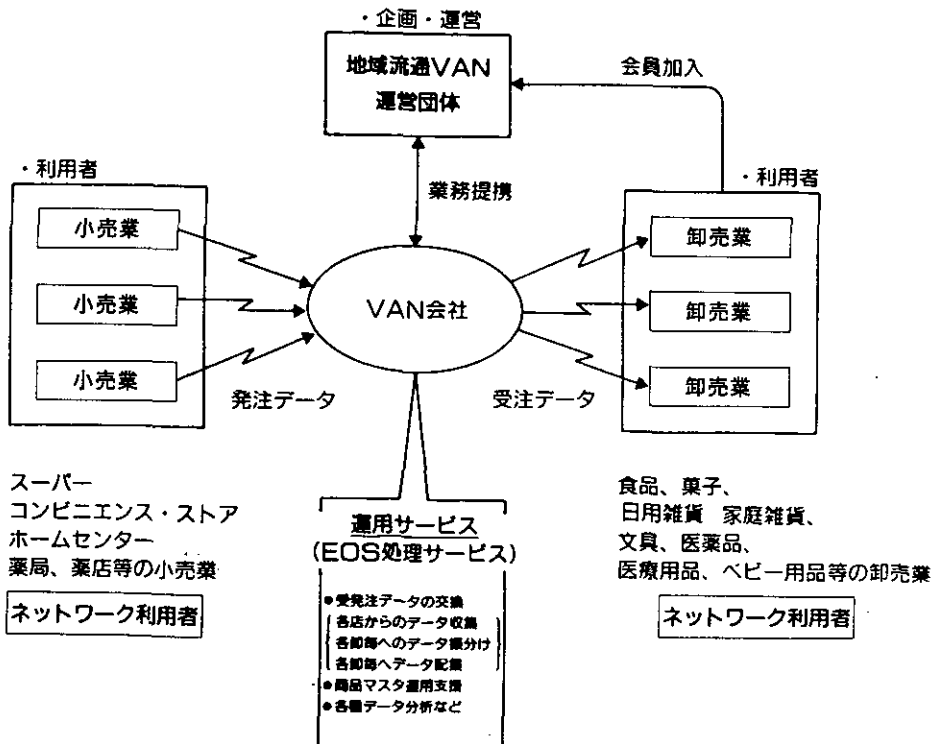 ・企画・運営
地域流通VAN
運営団体
会員加入
業務提携
・利用者
小売業
小売業
小売業
発注データ
VAN会社
・利用者
卸売業
卸売業
卸売業
受注データ
スーパー
コンビニエンス・ストア
ホームセンター
薬局、薬店等の小売業
ネットワーク利用者
運用サービス
(EOS処理サービス)
●受発注データの交換
各店からのデータ収集
各卸毎へのデータ振分け
各卸毎へデータ配集
●商品マスタ運用支援
●各種データ分析など
食品、菓子、
日用雑貨 家庭雑貨、
文具、医薬品、
医療用品、ベビー用品等の卸売業
ネットワーク利用者